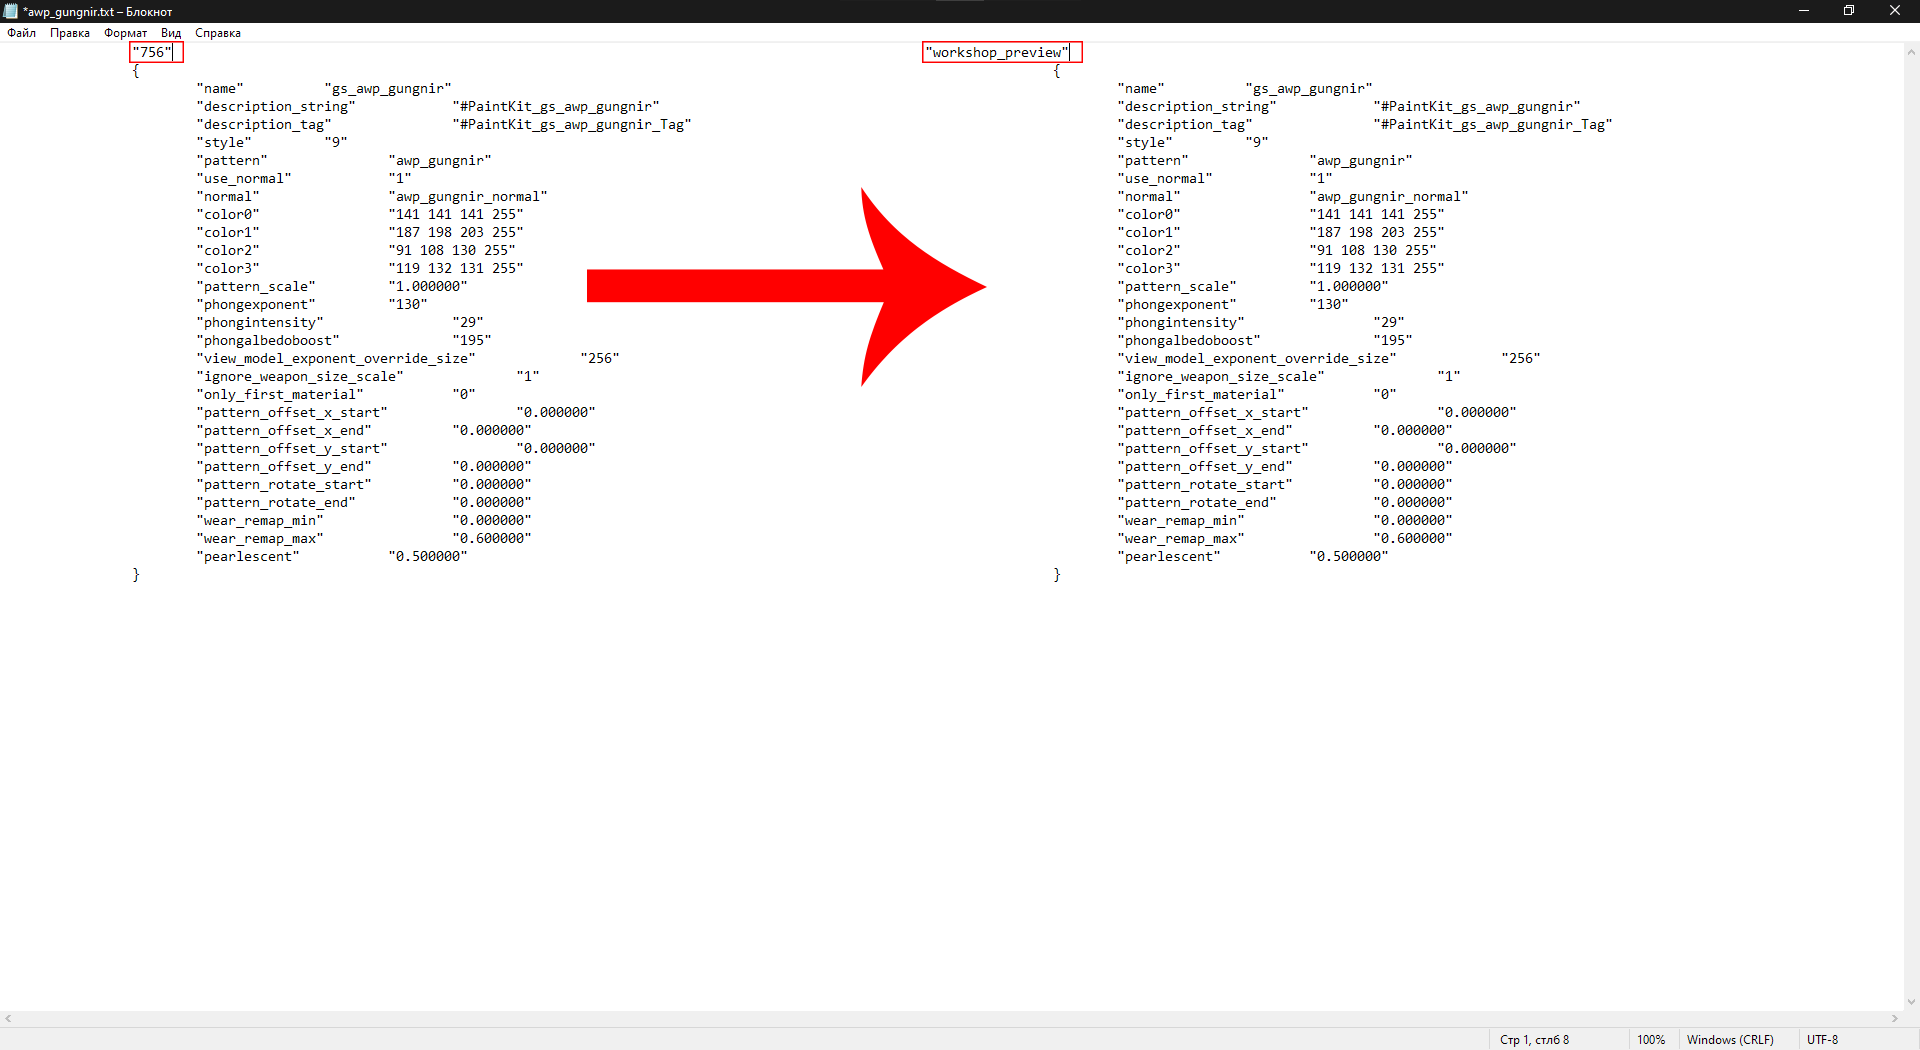 *awp_gungnir.txt – Блокнот
Файл Правка Формат Вид Справка
"756"
{
"name" "gs_awp_gungnir"
"description_string" "#PaintKit_gs_awp_gungnir"
"description_tag" "#PaintKit_gs_awp_gungnir_Tag"
"style" "9"
"pattern" "awp_gungnir"
"use_normal" "1"
"normal" "awp_gungnir_normal"
"color0" "141 141 141 255"
"color1" "187 198 203 255"
"color2" "91 108 130 255"
"color3" "119 132 131 255"
"pattern_scale" "1.000000"
"phongexponent" "130"
"phongintensity" "29"
"phongalbedoboost" "195"
"view_model_exponent_override_size" "256"
"ignore_weapon_size_scale" "1"
"only_first_material" "0"
"pattern_offset_x_start" "0.000000"
"pattern_offset_x_end" "0.000000"
"pattern_offset_y_start" "0.000000"
"pattern_offset_y_end" "0.000000"
"pattern_rotate_start" "0.000000"
"pattern_rotate_end" "0.000000"
"wear_remap_min" "0.000000"
"wear_remap_max" "0.600000"
"pearlescent" "0.500000"
}
"workshop_preview"
{
"name" "gs_awp_gungnir"
"description_string" "#PaintKit_gs_awp_gungnir"
"description_tag" "#PaintKit_gs_awp_gungnir_Tag"
"style" "9"
"pattern" "awp_gungnir"
"use_normal" "1"
"normal" "awp_gungnir_normal"
"color0" "141 141 141 255"
"color1" "187 198 203 255"
"color2" "91 108 130 255"
"color3" "119 132 131 255"
"pattern_scale" "1.000000"
"phongexponent" "130"
"phongintensity" "29"
"phongalbedoboost" "195"
"view_model_exponent_override_size" "256"
"ignore_weapon_size_scale" "1"
"only_first_material" "0"
"pattern_offset_x_start" "0.000000"
"pattern_offset_x_end" "0.000000"
"pattern_offset_y_start" "0.000000"
"pattern_offset_y_end" "0.000000"
"pattern_rotate_start" "0.000000"
"pattern_rotate_end" "0.000000"
"wear_remap_min" "0.000000"
"wear_remap_max" "0.600000"
"pearlescent" "0.500000"
}
Стр 1, стлб 8 100% Windows (CRLF) UTF-8